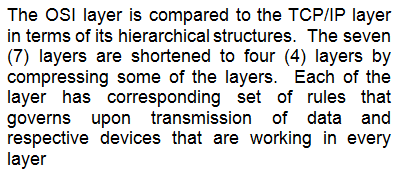 The OSI layer is compared to the TCP/IP layer
in terms of its hierarchical structures.  The seven
(7) layers are shortened to four (4) layers by
compressing some of the layers.  Each of the
layer has corresponding set of rules that
governs upon transmission of data and
respective devices that are working in every
layer